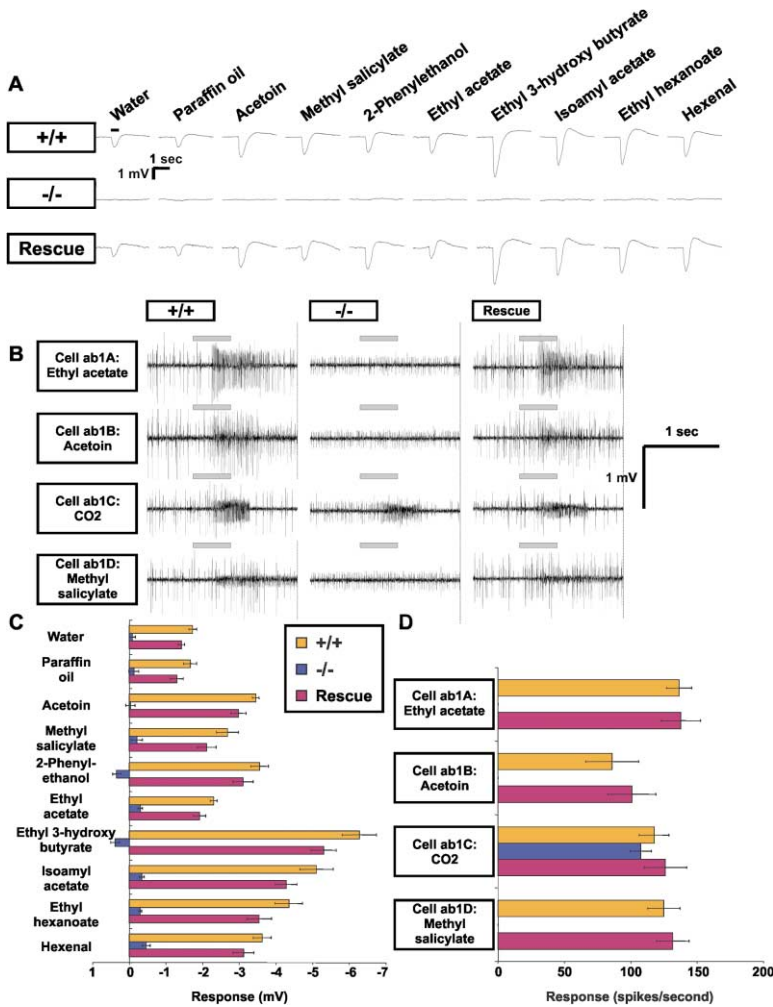 A
Water
Paraffin oil
Acetoin
Methyl salicylate
2-Phenylethanol
Ethyl acetate
Ethyl 3-hydroxy butyrate
Isoamyl acetate
Ethyl hexanoate
Hexenal
+/+
1 sec
1 mV
-/-
Rescue
+/+
-/-
Rescue
B
Cell ab1A:
Ethyl acetate
Cell ab1B:
Acetoin
Cell ab1C:
CO2
Cell ab1D:
Methyl
salicylate
1 sec
1 mV
C
Water
Paraffin
oil
Acetoin
Methyl
salicylate
2-Phenyl-
ethanol
Ethyl
acetate
Ethyl 3-hydroxy
butyrate
Isoamyl
acetate
Ethyl
hexanoate
Hexenal
1 0 -1 -2 -3 -4 -5 -6 -7
Response (mV)
+/+
-/-
Rescue
D
Cell ab1A:
Ethyl acetate
Cell ab1B:
Acetoin
Cell ab1C:
CO2
Cell ab1D:
Methyl
salicylate
0 50 100 150 200
Response (spikes/second)